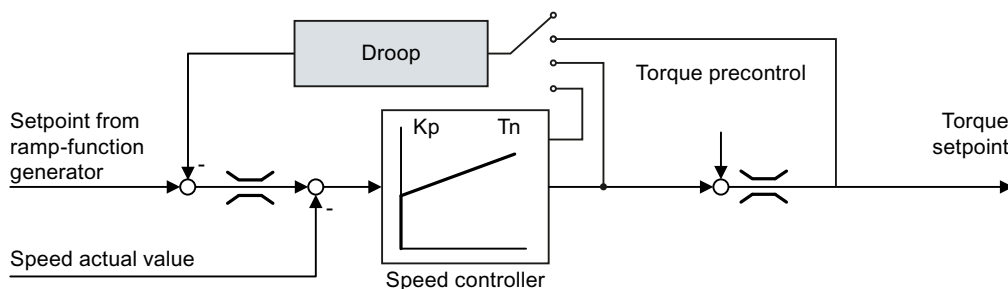 Droop
Torque precontrol
Setpoint from
ramp-function
generator
Kp Tn
Torque
setpoint
-
-
Speed actual value
Speed controller